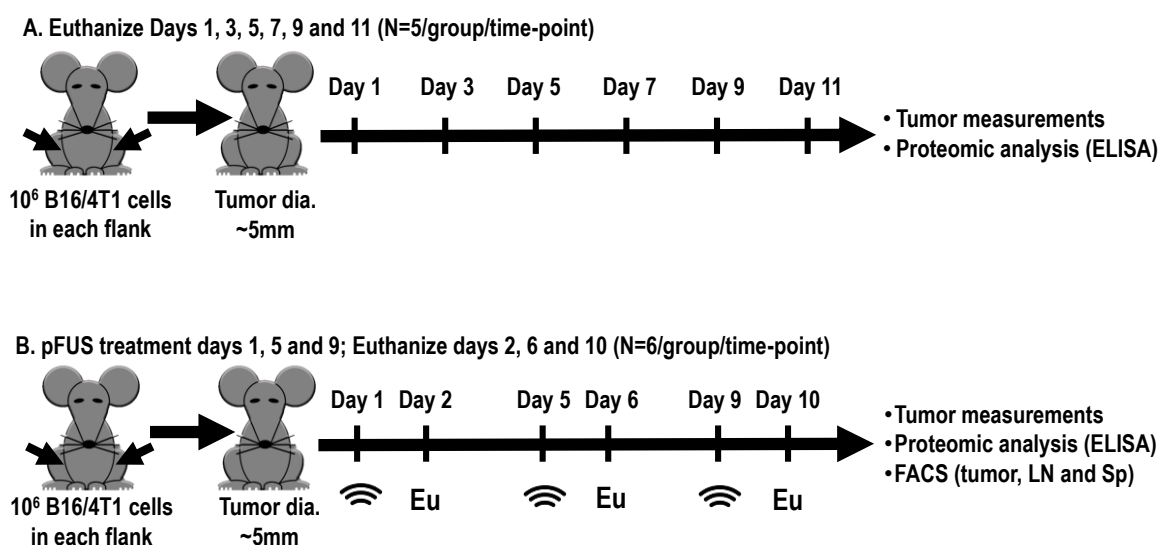 A. Euthanize Days 1, 3, 5, 7, 9 and 11 (N=5/group/time-point)
Day 1 Day 3 Day 5 Day 7 Day 9 Day 11
• Tumor measurements
• Proteomic analysis (ELISA)
10⁶ B16/4T1 cells
in each flank
Tumor dia.
~5mm
B. pFUS treatment days 1, 5 and 9; Euthanize days 2, 6 and 10 (N=6/group/time-point)
Day 1 Day 2 Day 5 Day 6 Day 9 Day 10
•Tumor measurements
•Proteomic analysis (ELISA)
•FACS (tumor, LN and Sp)
Eu Eu Eu
10⁶ B16/4T1 cells
in each flank
Tumor dia.
~5mm